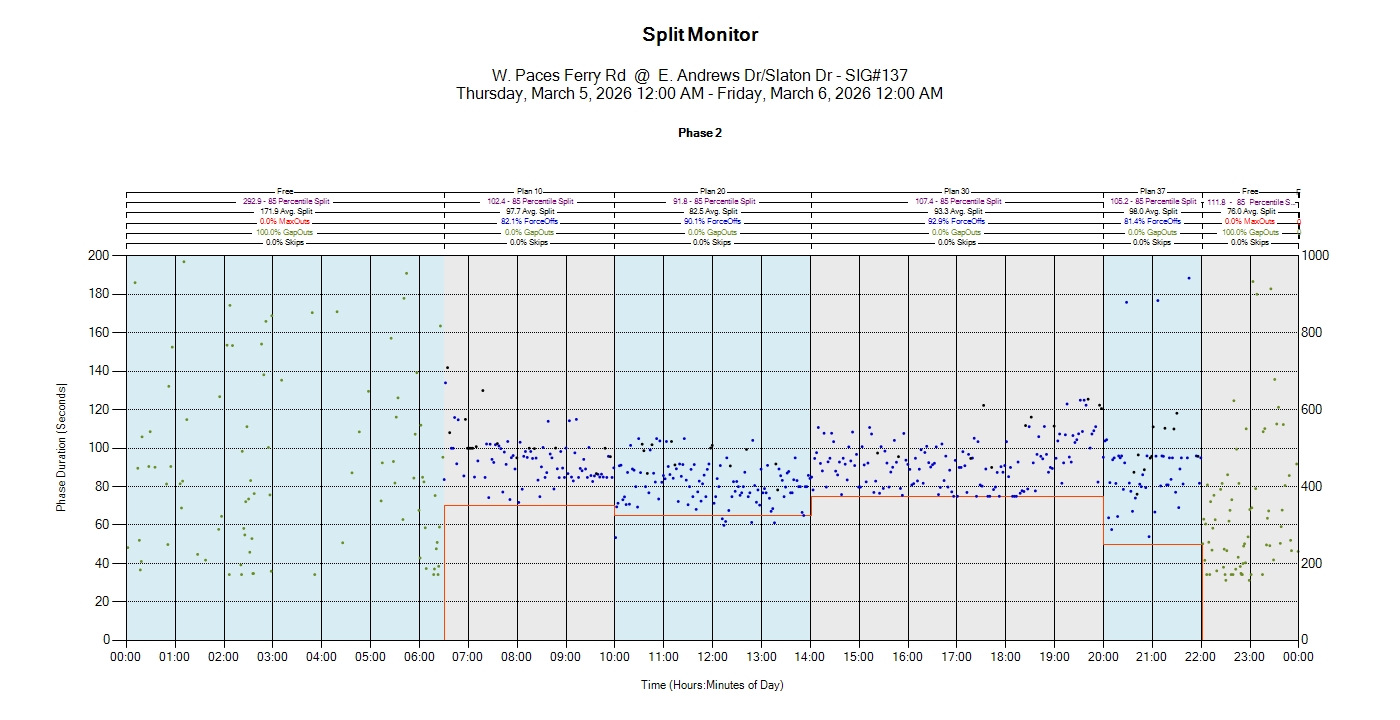 Split Monitor
W. Paces Ferry Rd @ E. Andrews Dr/Slaton Dr - SIG#137
Thursday, March 5, 2026 12:00 AM - Friday, March 6, 2026 12:00 AM
Phase 2
Free Plan 10 Plan 20 Plan 30 Plan 37 Free
292.9 - 85 Percentile Split 102.4 - 85 Percentile Split 91.8 - 85 Percentile Split 107.4 - 85 Percentile Split 105.2 - 85 Percentile Split 111.8 - 85 Percentile S...
171.9 Avg. Split 97.7 Avg. Split 82.5 Avg. Split 93.3 Avg. Split 98.0 Avg. Split 76.0 Avg. Split
0.0% MaxOuts 82.1% ForceOffs 90.1% ForceOffs 92.9% ForceOffs 81.4% ForceOffs 0.0% MaxOuts
100.0% GapOuts 0.0% GapOuts 0.0% GapOuts 0.0% GapOuts 0.0% GapOuts 100.0% GapOuts
0.0% Skips 0.0% Skips 0.0% Skips 0.0% Skips 0.0% Skips 0.0% Skips
200 1000
180
160 800
140
120 600
100
80 400
60
40 200
20
0 0
Phase Duration (Seconds)
00:00 01:00 02:00 03:00 04:00 05:00 06:00 07:00 08:00 09:00 10:00 11:00 12:00 13:00 14:00 15:00 16:00 17:00 18:00 19:00 20:00 21:00 22:00 23:00 00:00
Time (Hours:Minutes of Day)